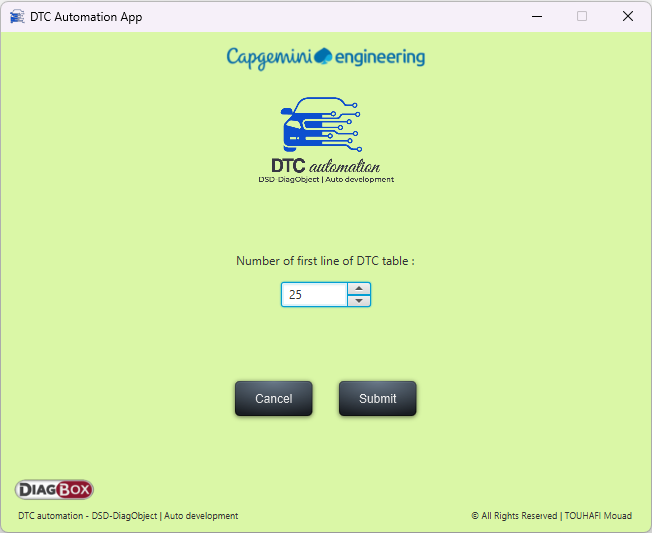 DTC Automation App
Capgemini engineering
DTC automation
DSD-DiagObject | Auto development
Number of first line of DTC table :
25
Cancel Submit
DIAGBOX
DTC automation - DSD-DiagObject | Auto development © All Rights Reserved | TOUHAFI Mouad